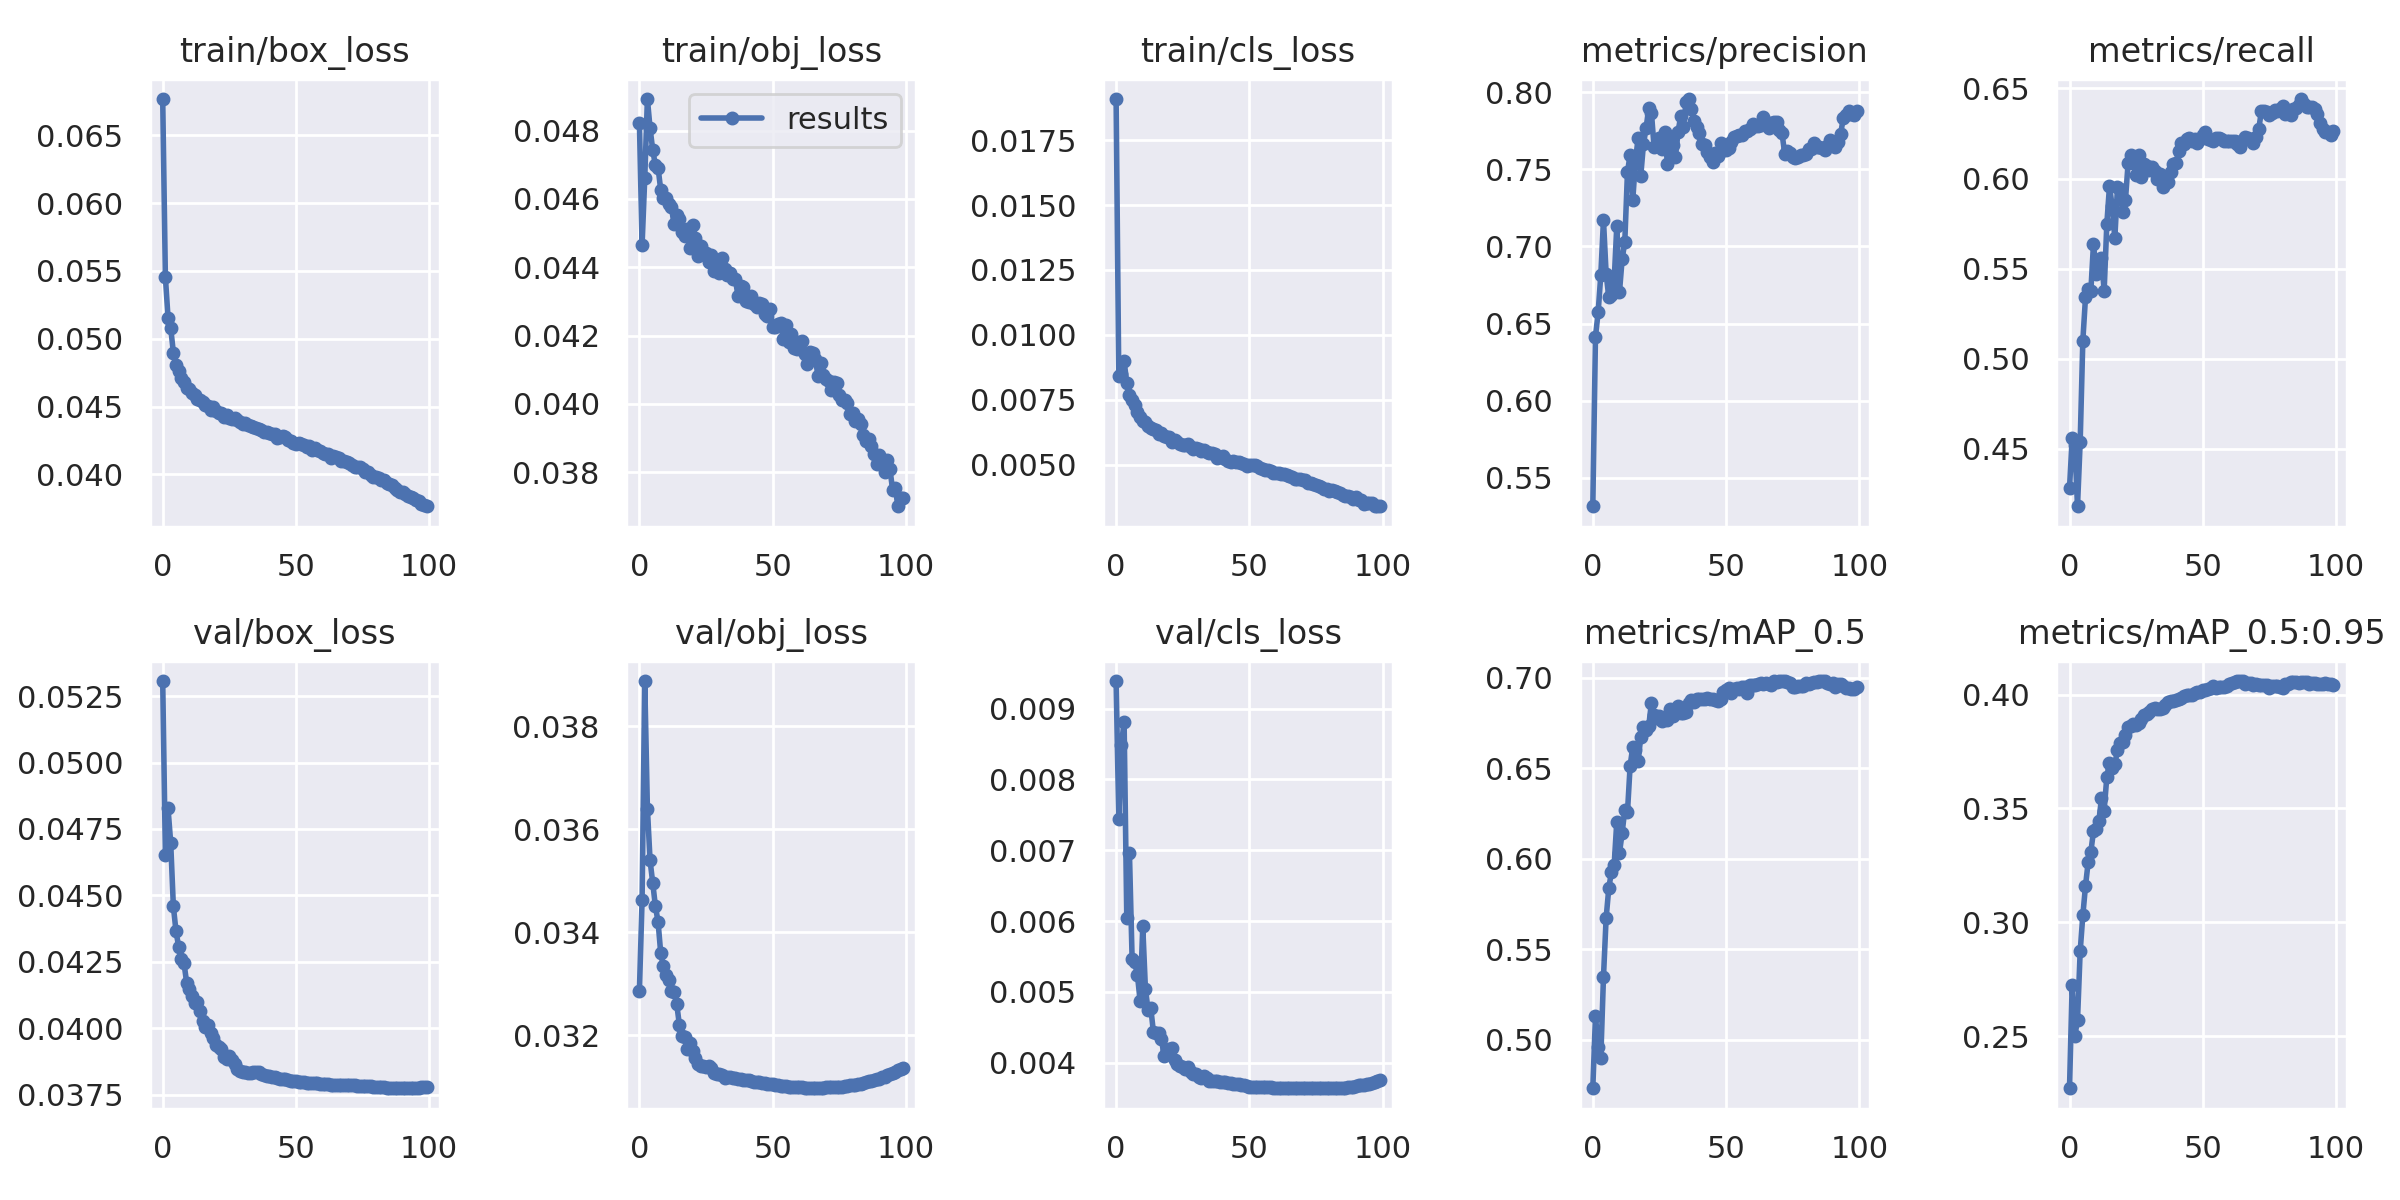 train/box_loss
train/obj_loss
train/cls_loss
metrics/precision
metrics/recall
0.065
0.060
0.055
0.050
0.045
0.040
0 50 100
results
0.048
0.046
0.044
0.042
0.040
0.038
0 50 100
0.0175
0.0150
0.0125
0.0100
0.0075
0.0050
0 50 100
0.80
0.75
0.70
0.65
0.60
0.55
0 50 100
0.65
0.60
0.55
0.50
0.45
0 50 100
val/box_loss
val/obj_loss
val/cls_loss
metrics/mAP_0.5
metrics/mAP_0.5:0.95
0.0525
0.0500
0.0475
0.0450
0.0425
0.0400
0.0375
0 50 100
0.038
0.036
0.034
0.032
0 50 100
0.009
0.008
0.007
0.006
0.005
0.004
0 50 100
0.70
0.65
0.60
0.55
0.50
0 50 100
0.40
0.35
0.30
0.25
0 50 100